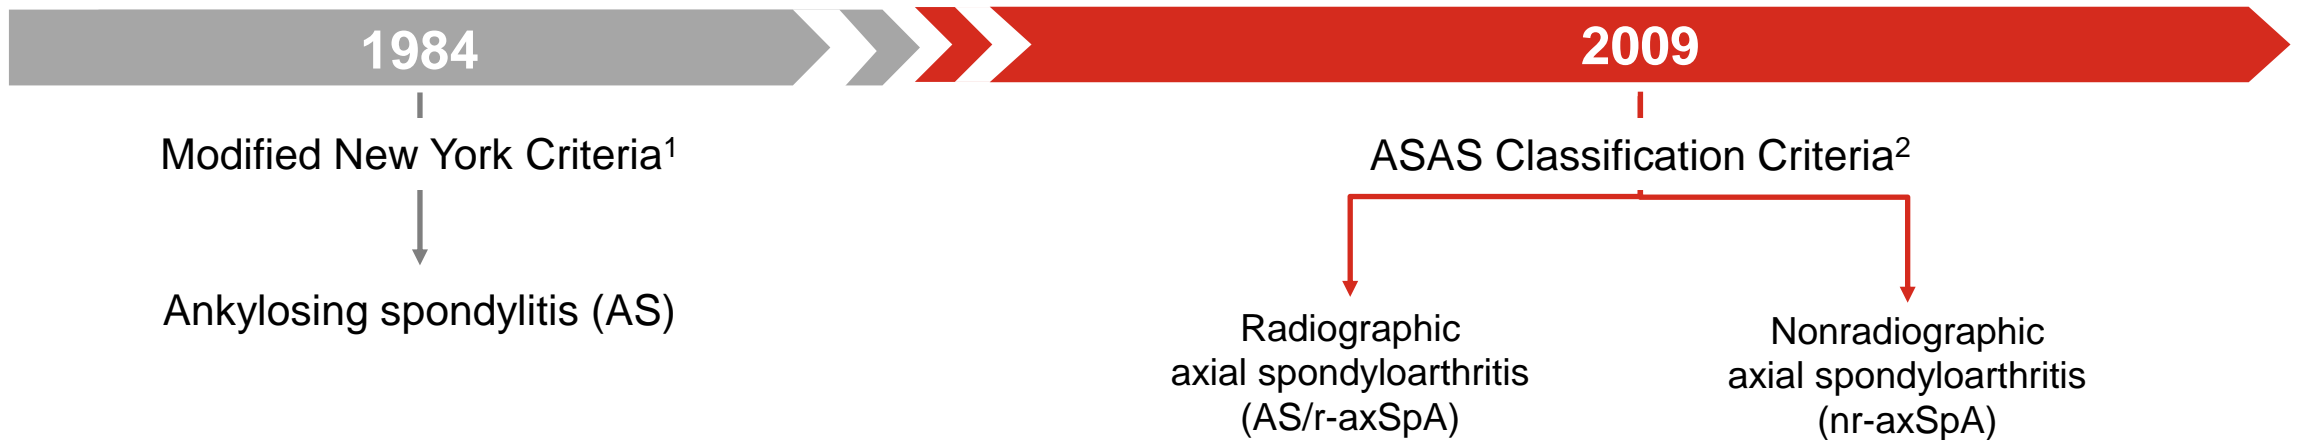 1984
2009
Modified New York Criteria1
ASAS Classification Criteria2
Ankylosing spondylitis (AS)
Radiographic
axial spondyloarthritis
(AS/r-axSpA)
Nonradiographic
axial spondyloarthritis
(nr-axSpA)